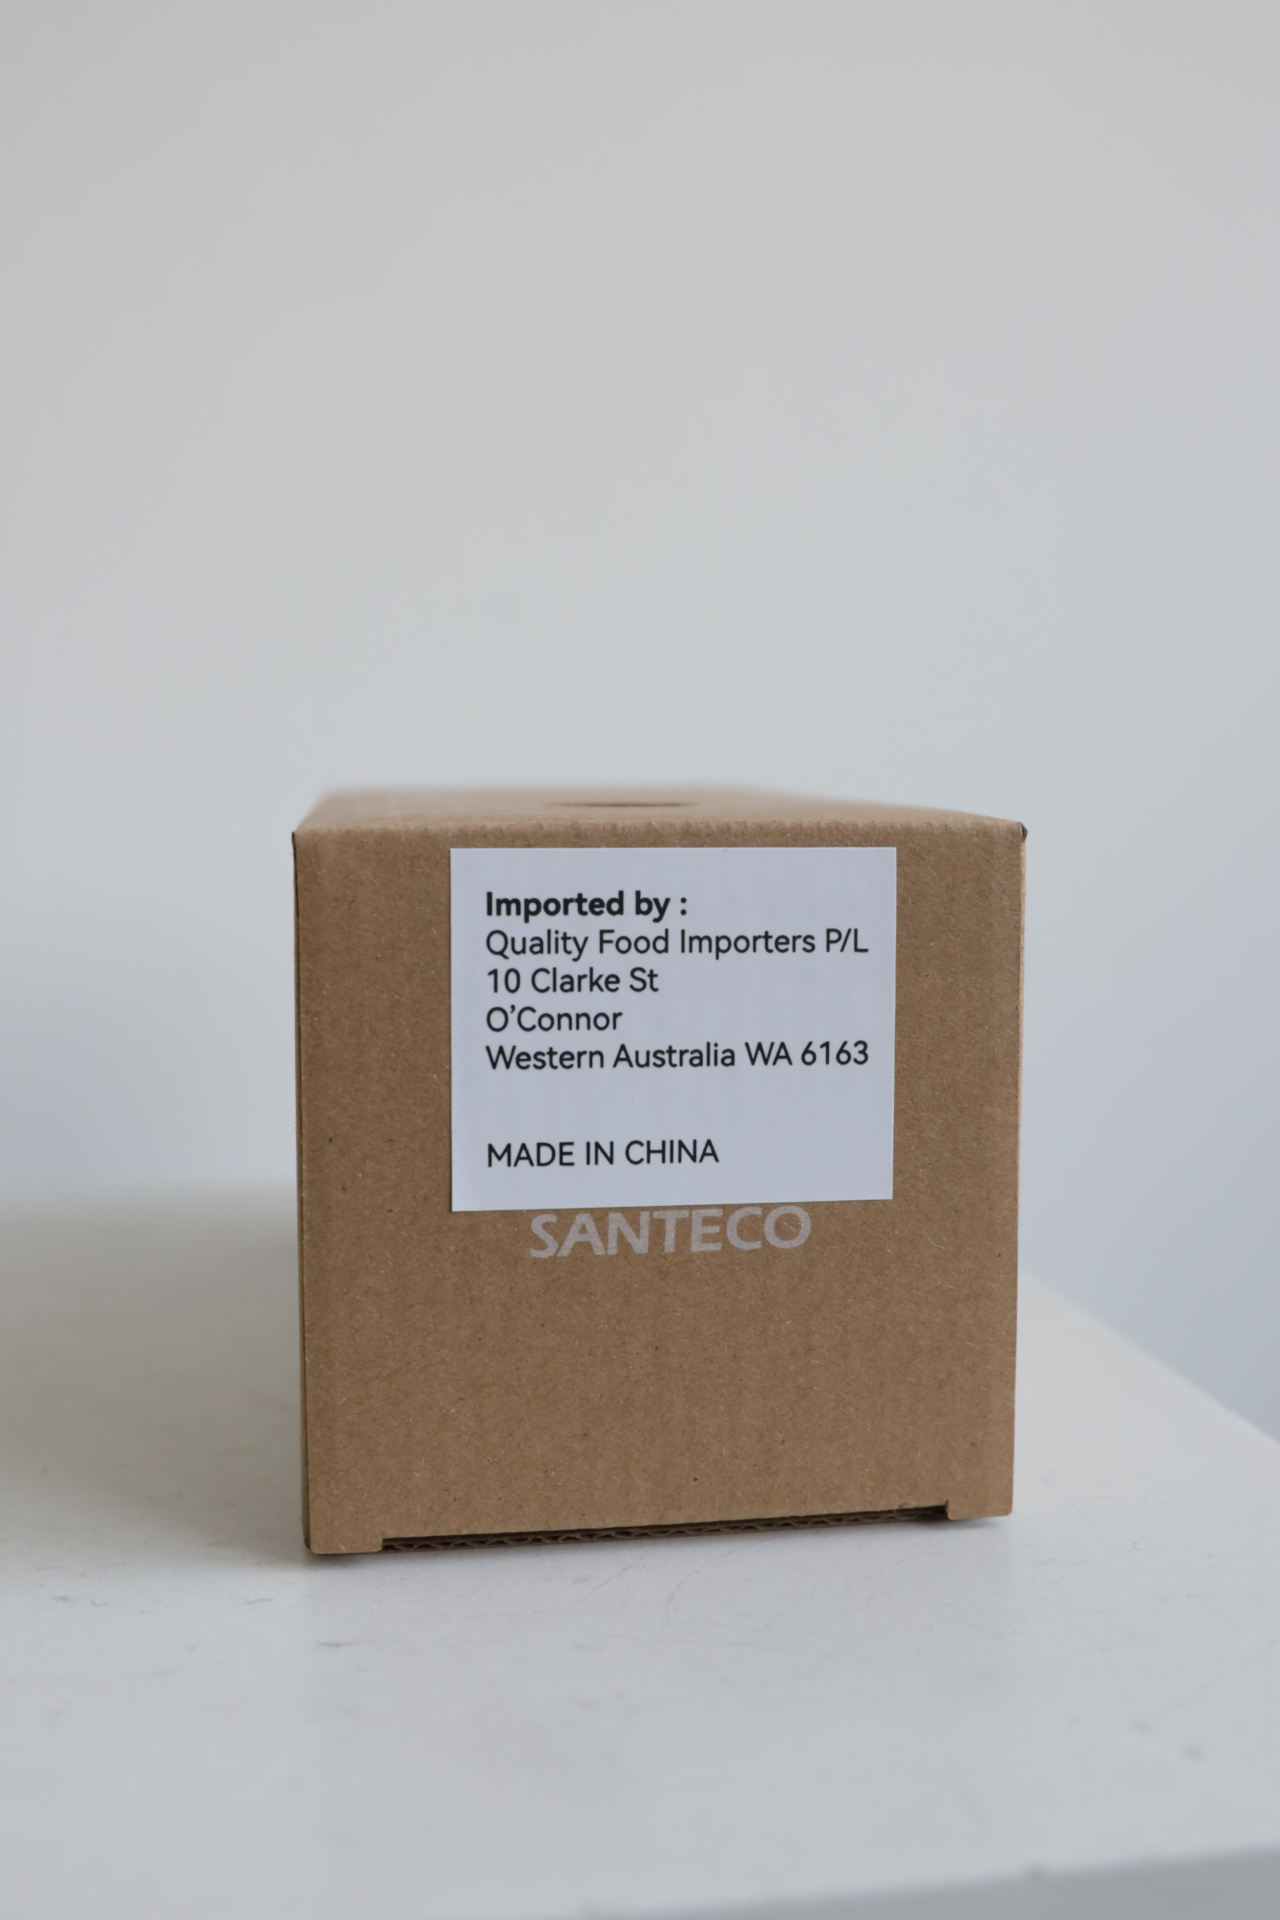 Imported by :
Quality Food Importers P/L
10 Clarke St
O’Connor
Western Australia WA 6163
MADE IN CHINA
SANTECO